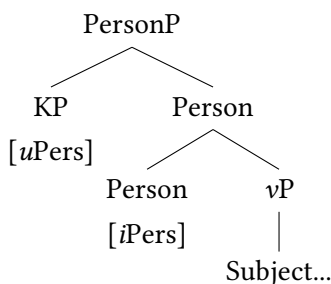 PersonP
KP Person
[uPers]
Person vP
[iPers]
Subject...